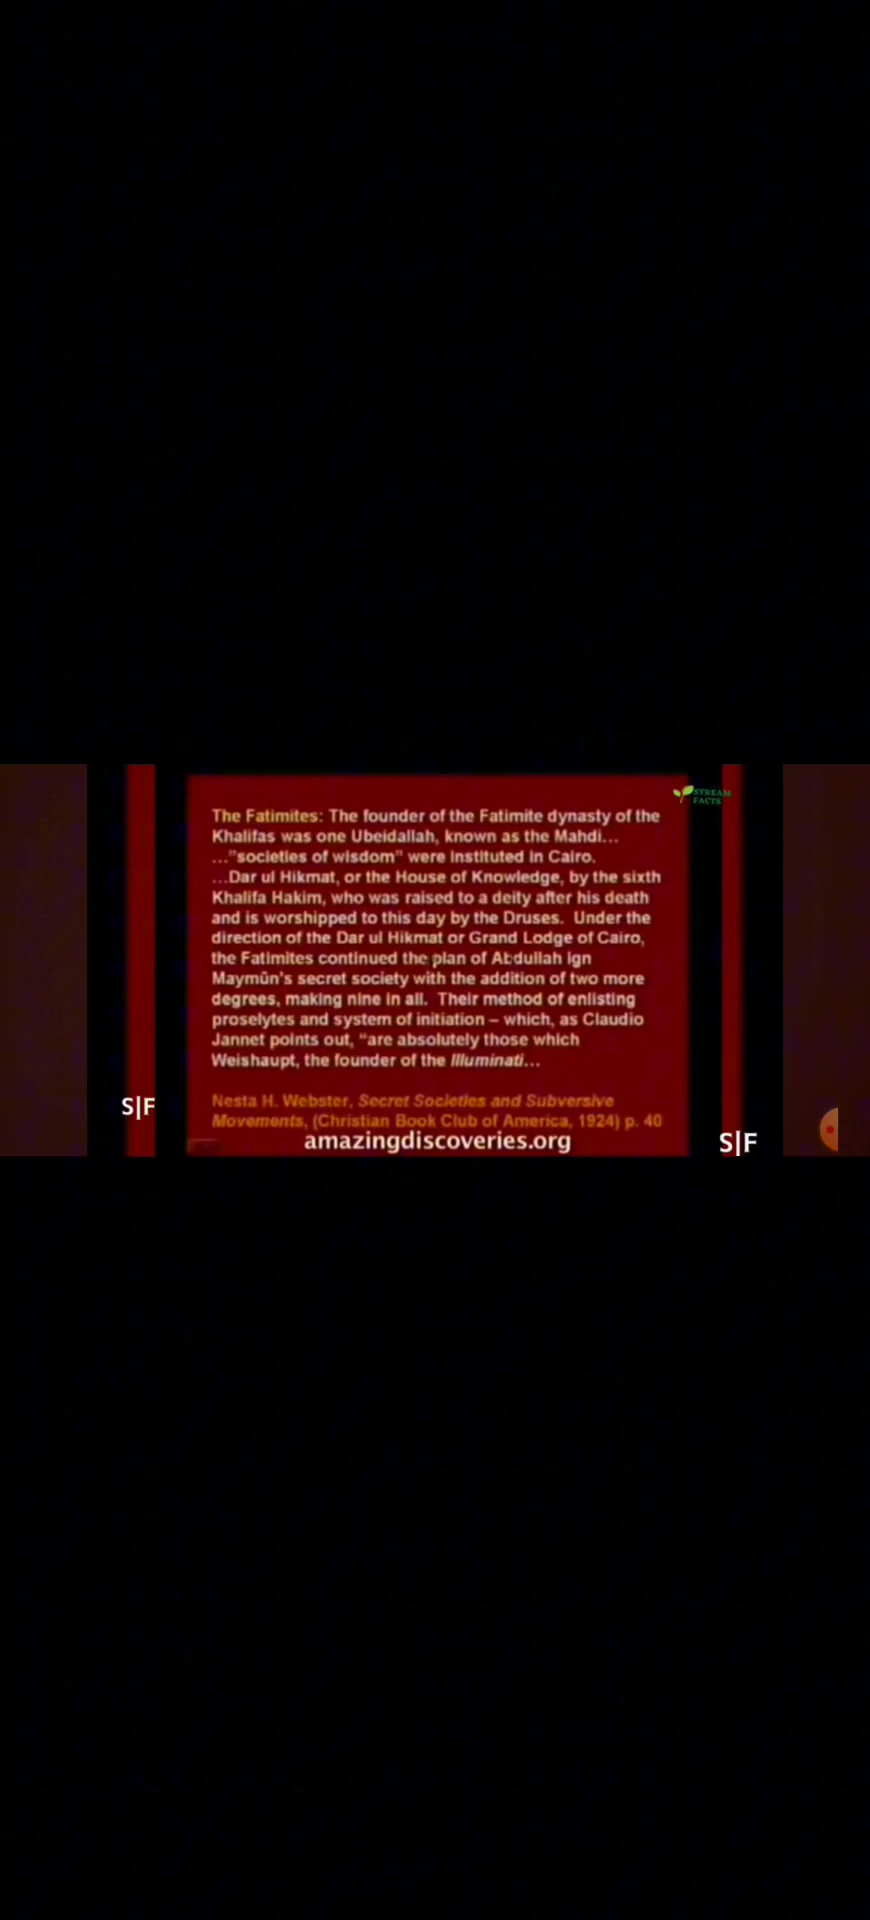 STREAM
FACTS
The Fatimites: The founder of the Fatimite dynasty of the
Khalifas was one Ubeidallah, known as the Mahdi...
..."societies of wisdom" were instituted in Cairo.
...Dar ul Hikmat, or the House of Knowledge, by the sixth
Khalifa Hakim, who was raised to a deity after his death
and is worshipped to this day by the Druses. Under the
direction of the Dar ul Hikmat or Grand Lodge of Cairo,
the Fatimites continued the plan of Abdullah ign
Maymūn's secret society with the addition of two more
degrees, making nine in all. Their method of enlisting
proselytes and system of initiation – which, as Claudio
Jannet points out, "are absolutely those which
Weishaupt, the founder of the Illuminati...
Nesta H. Webster, Secret Societies and Subversive
Movements, (Christian Book Club of America, 1924) p. 40
S|F
amazingdiscoveries.org
S|F